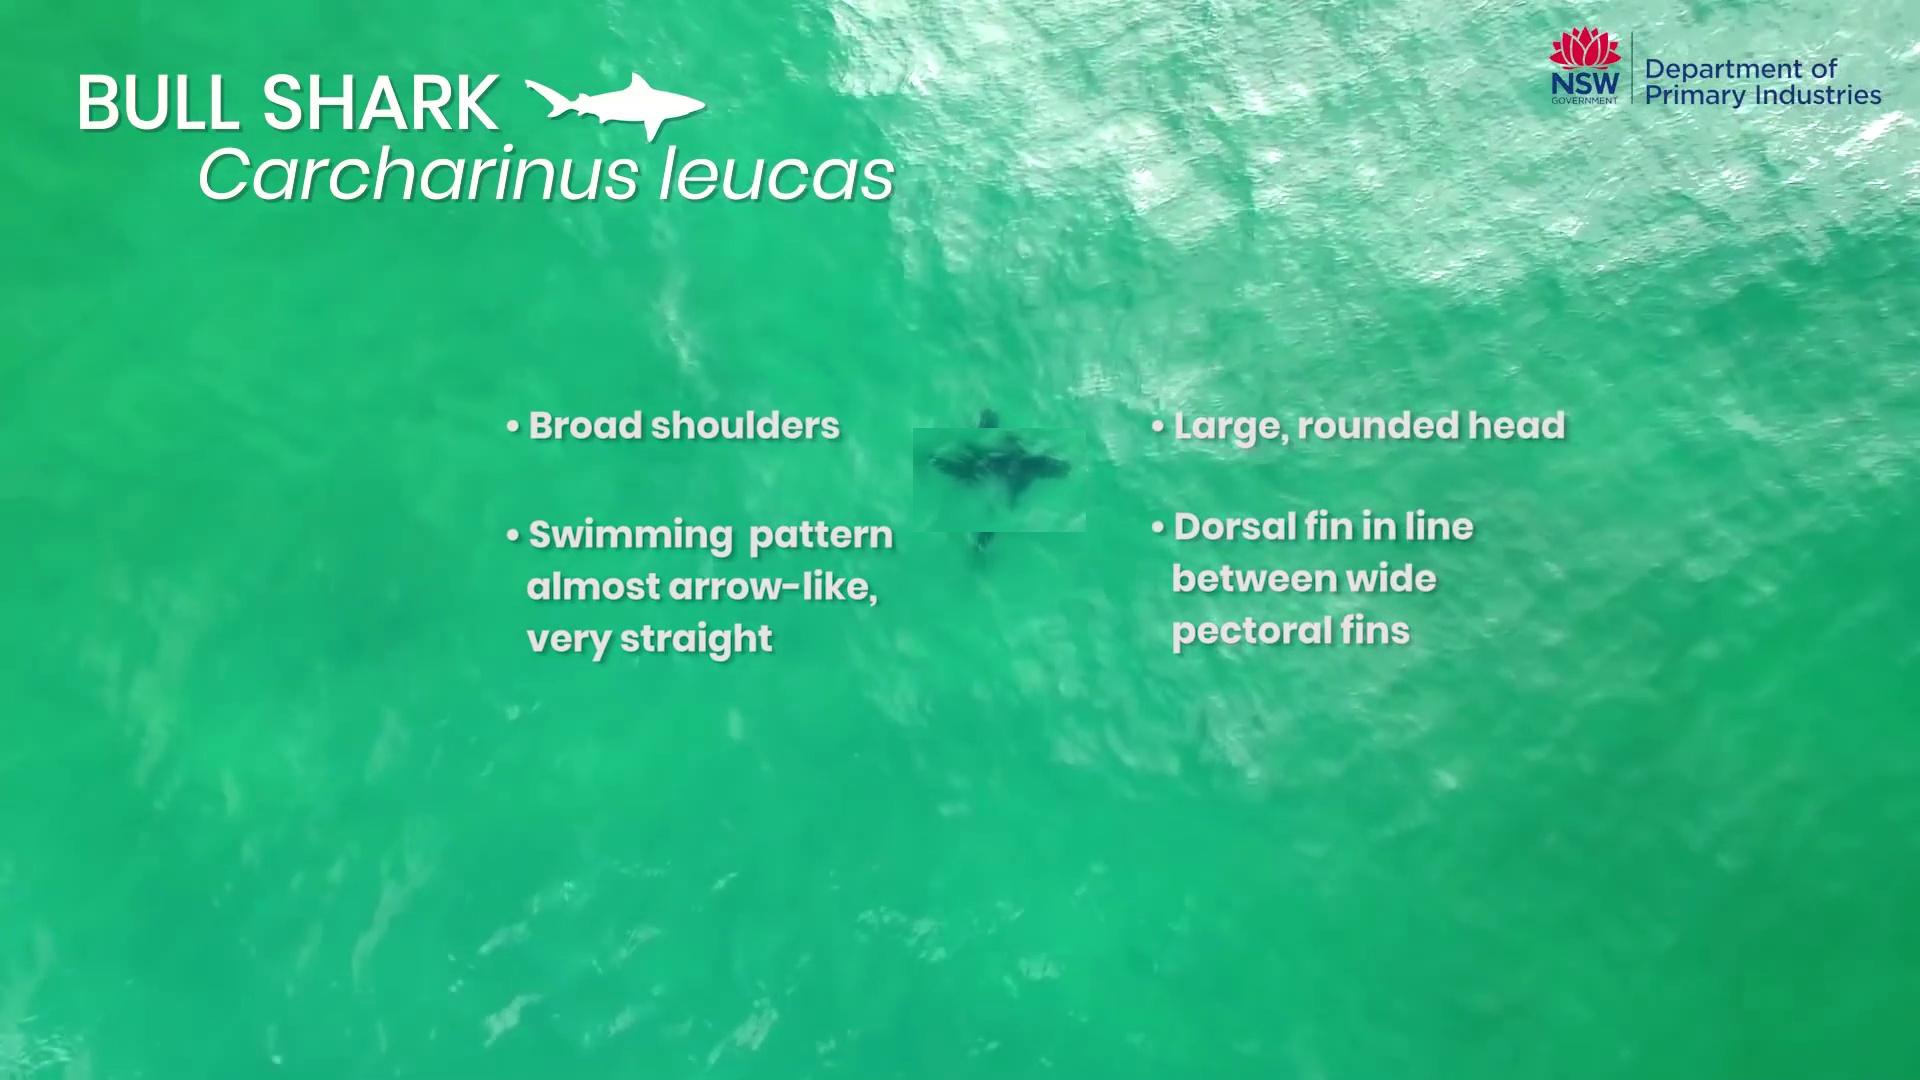 BULL SHARK
Carcharinus leucas
NSW
GOVERNMENT
Department of
Primary Industries
• Broad shoulders
• Swimming pattern
almost arrow-like,
very straight
• Large, rounded head
• Dorsal fin in line
between wide
pectoral fins